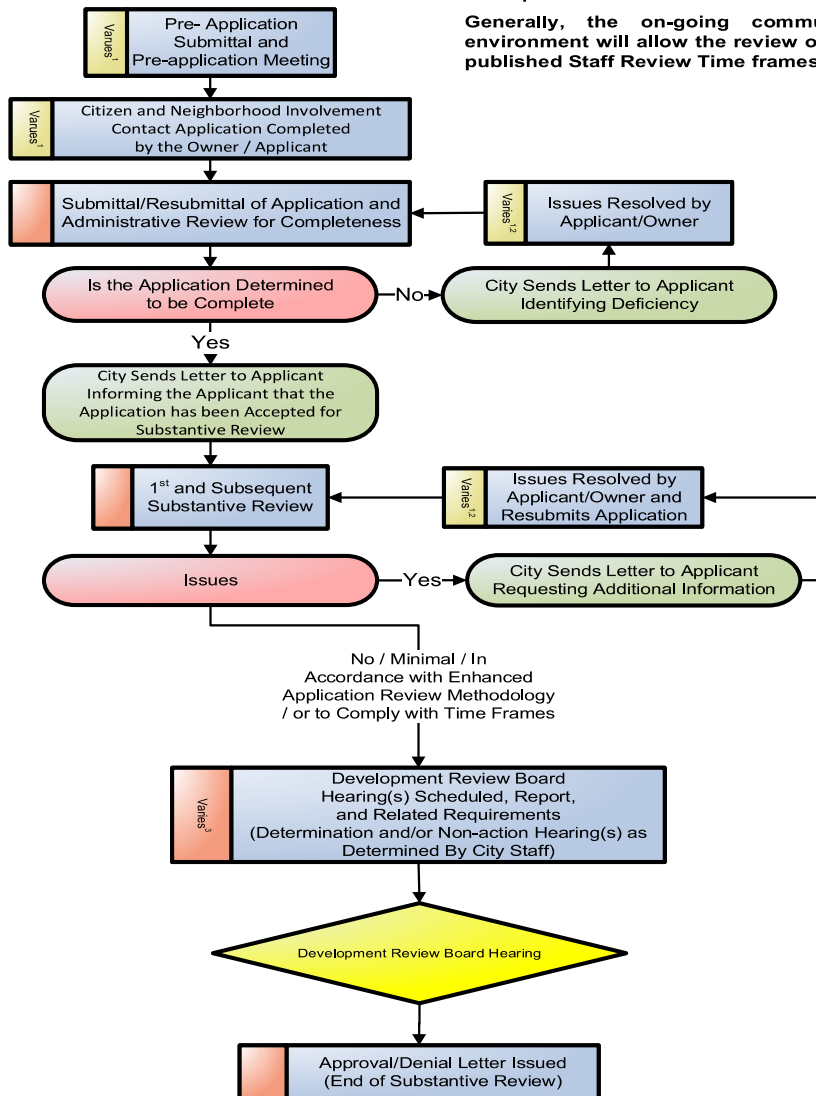 Generally, the on-going commu
environment will allow the review o
published Staff Review Time frames
Varues1
Pre- Application
Submittal and
Pre-application Meeting
Varues1
Citizen and Neighborhood Involvement
Contact Application Completed
by the Owner / Applicant
Submittal/Resubmittal of Application and
Administrative Review for Completeness
Varies1,2
Issues Resolved by
Applicant/Owner
Is the Application Determined
to be Complete
No
City Sends Letter to Applicant
Identifying Deficiency
Yes
City Sends Letter to Applicant
Informing the Applicant that the
Application has been Accepted for
Substantive Review
1st and Subsequent
Substantive Review
Varies1,2
Issues Resolved by
Applicant/Owner and
Resubmits Application
Issues
Yes
City Sends Letter to Applicant
Requesting Additional Information
No / Minimal / In
Accordance with Enhanced
Application Review Methodology
/ or to Comply with Time Frames
Varies3
Development Review Board
Hearing(s) Scheduled, Report,
and Related Requirements
(Determination and/or Non-action Hearing(s) as
Determined By City Staff)
Development Review Board Hearing
Approval/Denial Letter Issued
(End of Substantive Review)